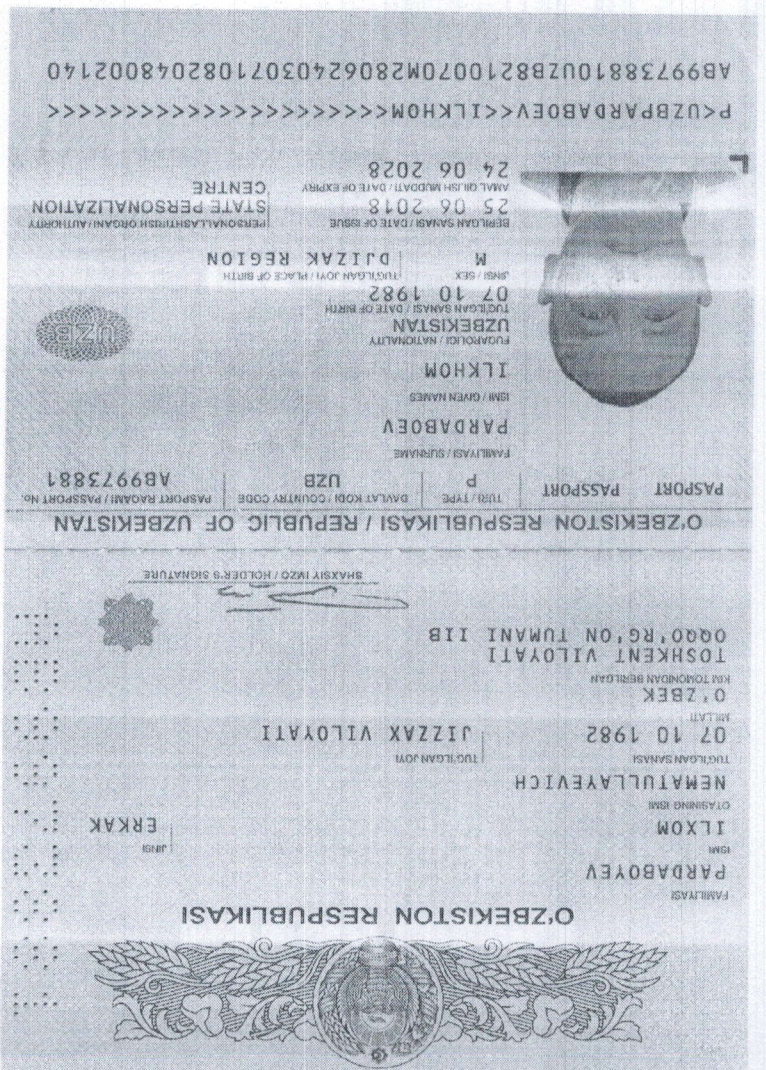 O'ZBEKISTON RESPUBLIKASI
FAMILIYASI
PARDABOYEV
ISMI
ILXOM
JINSI
ERKAK
OTASINING ISMI
NEMATULLAYEVICH
TUG'ILGAN SANASI
07 10 1982
TUG'ILGAN JOYI
JIZZAX VILOYATI
MILLATI
O'ZBEK
KIM TOMONIDAN BERILGAN
TOSHKENT VILOYATI
OQQO'RG'ON TUMANI IIB
SHAXSIY IMZO / HOLDER'S SIGNATURE
O'ZBEKISTON RESPUBLIKASI / REPUBLIC OF UZBEKISTAN
PASPORT PASSPORT
TURI / TYPE
P
DAVLAT KODI / COUNTRY CODE
UZB
PASPORT RAQAMI / PASSPORT No
AB9973881
FAMILIYASI / SURNAME
PARDABOEV
ISMI / GIVEN NAMES
ILKHOM
FUQAROLIGI / NATIONALITY
UZBEKISTAN
UZB
TUG'ILGAN SANASI / DATE OF BIRTH
07 10 1982
JINSI / SEX
M
TUG'ILGAN JOYI / PLACE OF BIRTH
DJIZAK REGION
BERILGAN SANASI / DATE OF ISSUE
25 06 2018
PERSONALLASHTIRISH ORGANI / AUTHORITY
STATE PERSONALIZATION
CENTRE
AMAL QILISH MUDDATI / DATE OF EXPIRY
24 06 2028
P<UZBPARDABOEV<<ILKHOM<<<<<<<<<<<<<<<<<<<<<<
AB99738810UZB8210070M28062403071082048002140